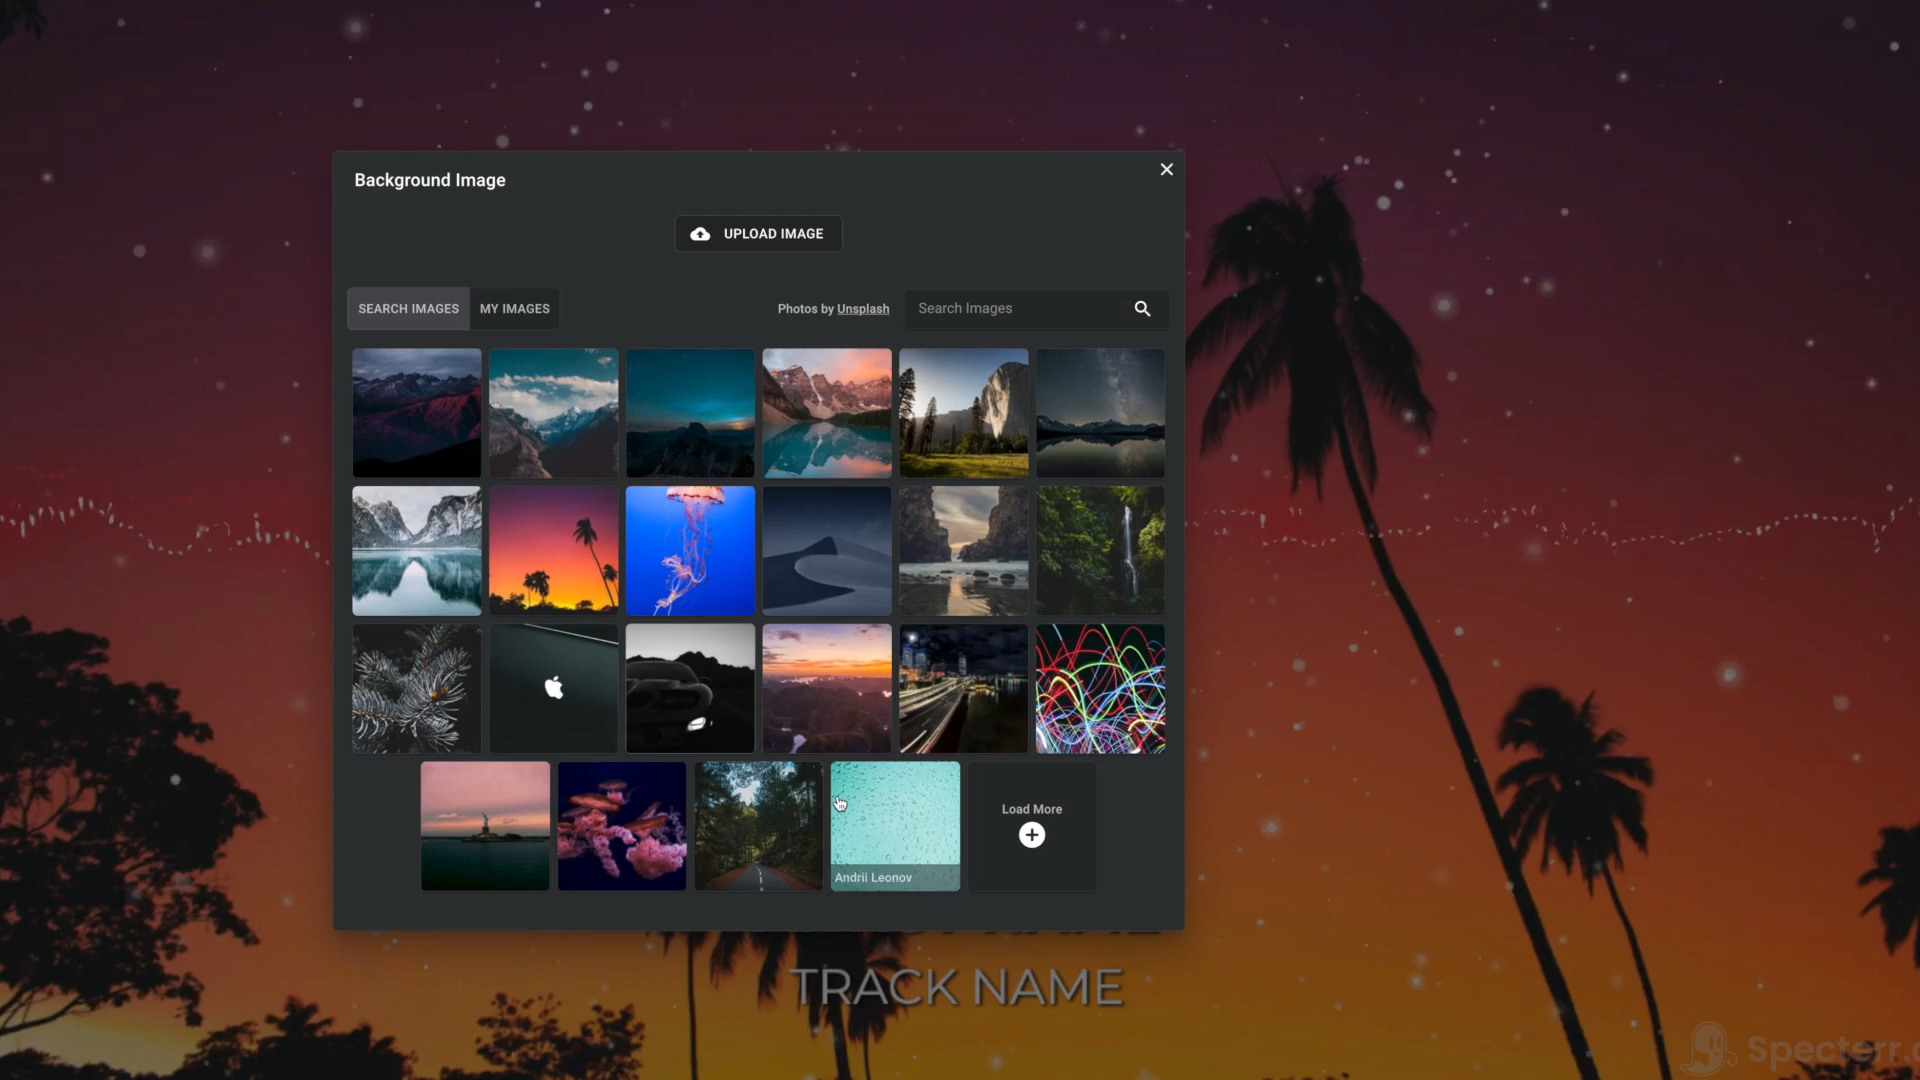 Background Image
UPLOAD IMAGE
SEARCH IMAGES
MY IMAGES
Photos by Unsplash
Search Images
Andrii Leonov
Load More
TRACK NAME
Specterr.c